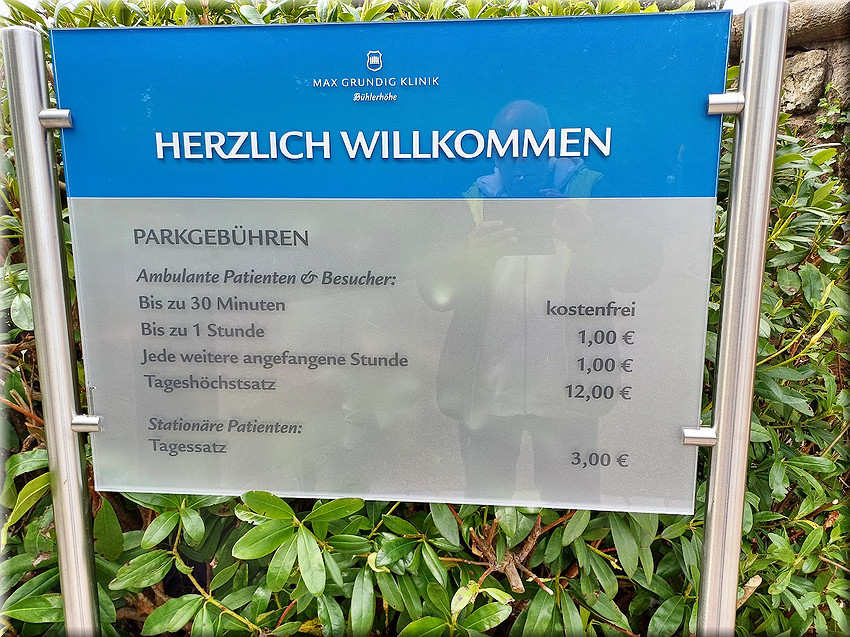 MAX GRUNDIG KLINIK
Bühlerhöhe
HERZLICH WILLKOMMEN
PARKGEBÜHREN
Ambulante Patienten & Besucher:
Bis zu 30 Minuten kostenfrei
Bis zu 1 Stunde 1,00 €
Jede weitere angefangene Stunde 1,00 €
Tageshöchstsatz 12,00 €
Stationäre Patienten:
Tagessatz 3,00 €